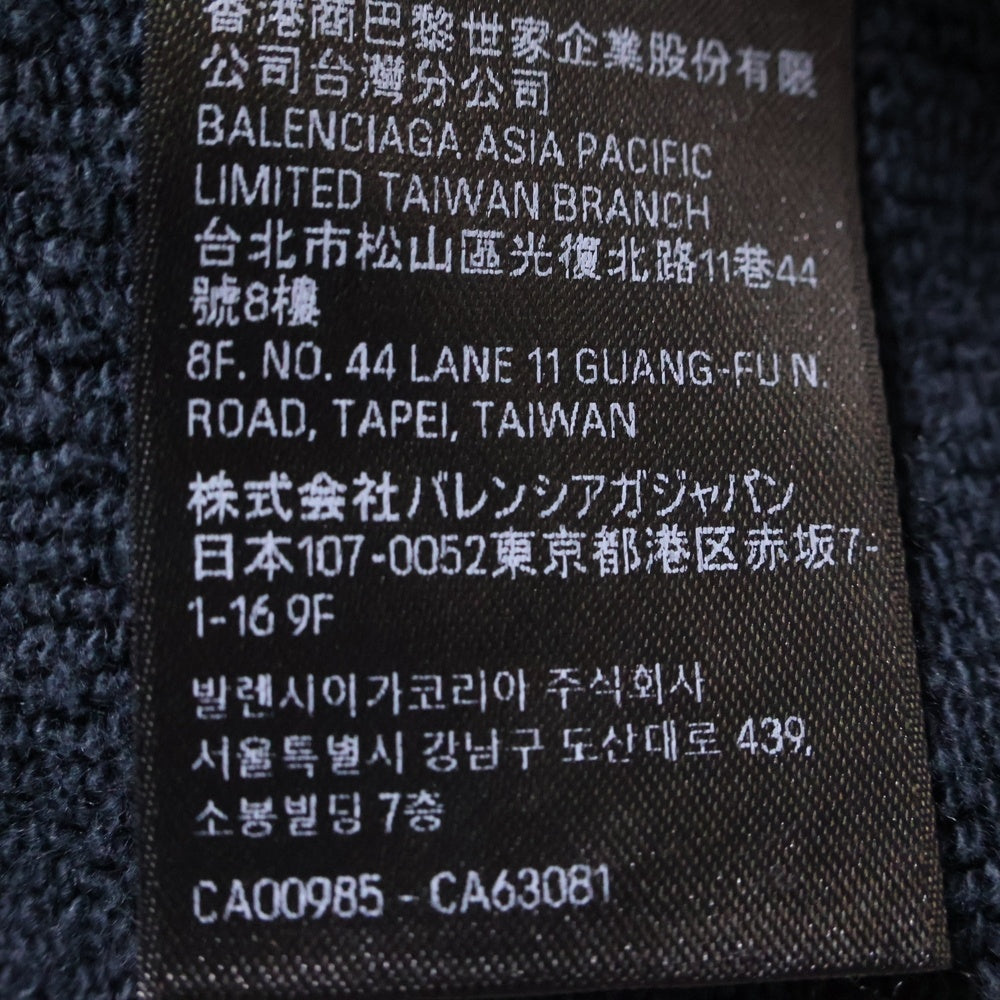 香港商巴黎世家企業股份有限
公司台灣分公司
BALENCIAGA ASIA PACIFIC
LIMITED TAIWAN BRANCH
台北市松山區光復北路11巷44
號8樓
8F. NO. 44 LANE 11 GUANG-FU N.
ROAD, TAPEI, TAIWAN
株式会社バレンシアガジャパン
日本107-0052東京都港区赤坂7-
1-16 9F
발렌시아가코리아 주식회사
서울특별시 강남구 도산대로 439,
소봉빌딩 7층
CA00985 - CA63081